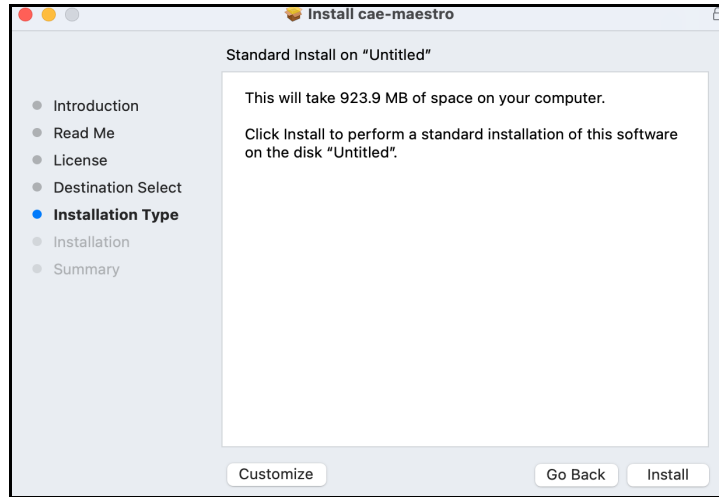 Install cae-maestro
Standard Install on “Untitled”
Introduction
Read Me
License
Destination Select
Installation Type
Installation
Summary
This will take 923.9 MB of space on your computer.
Click Install to perform a standard installation of this software
on the disk “Untitled”.
Customize
Go Back
Install